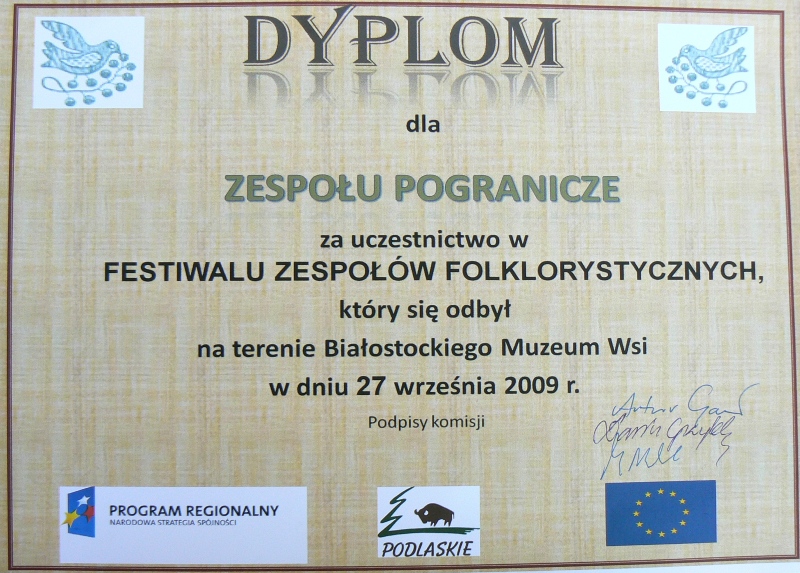 DYPLOM
dla
ZESPOŁU POGRANICZE
za uczestnictwo w
FESTIWALU ZESPOŁÓW FOLKLORYSTYCZNYCH,
który się odbył
na terenie Białostockiego Muzeum Wsi
w dniu 27 września 2009 r.
Podpisy komisji
PROGRAM REGIONALNY
NARODOWA STRATEGIA SPÓJNOŚCI
PODLASKIE